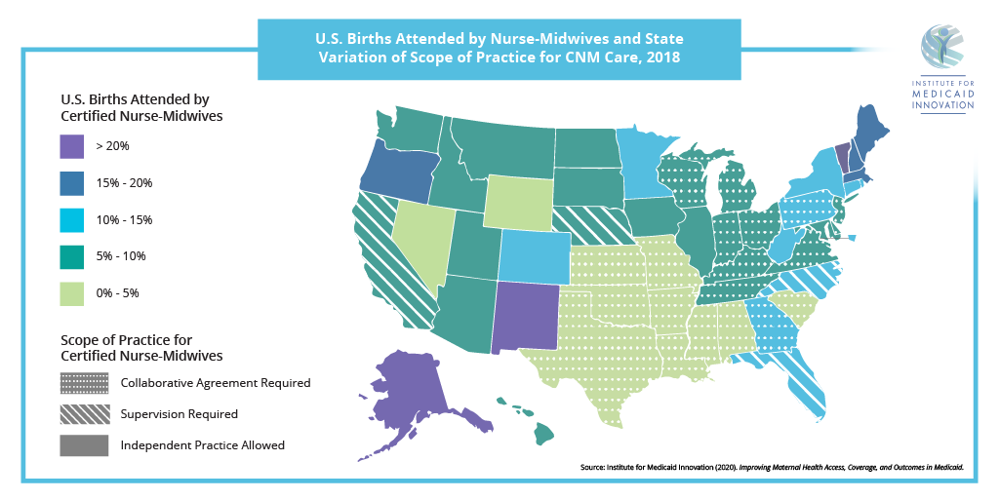 U.S. Births Attended by Nurse-Midwives and State
Variation of Scope of Practice for CNM Care, 2018
INSTITUTE FOR
MEDICAID
INNOVATION
U.S. Births Attended by
Certified Nurse-Midwives
> 20%
15% - 20%
10% - 15%
5% - 10%
0% - 5%
Scope of Practice for
Certified Nurse-Midwives
Collaborative Agreement Required
Supervision Required
Independent Practice Allowed
Source: Institute for Medicaid Innovation (2020). Improving Maternal Health Access, Coverage, and Outcomes in Medicaid.